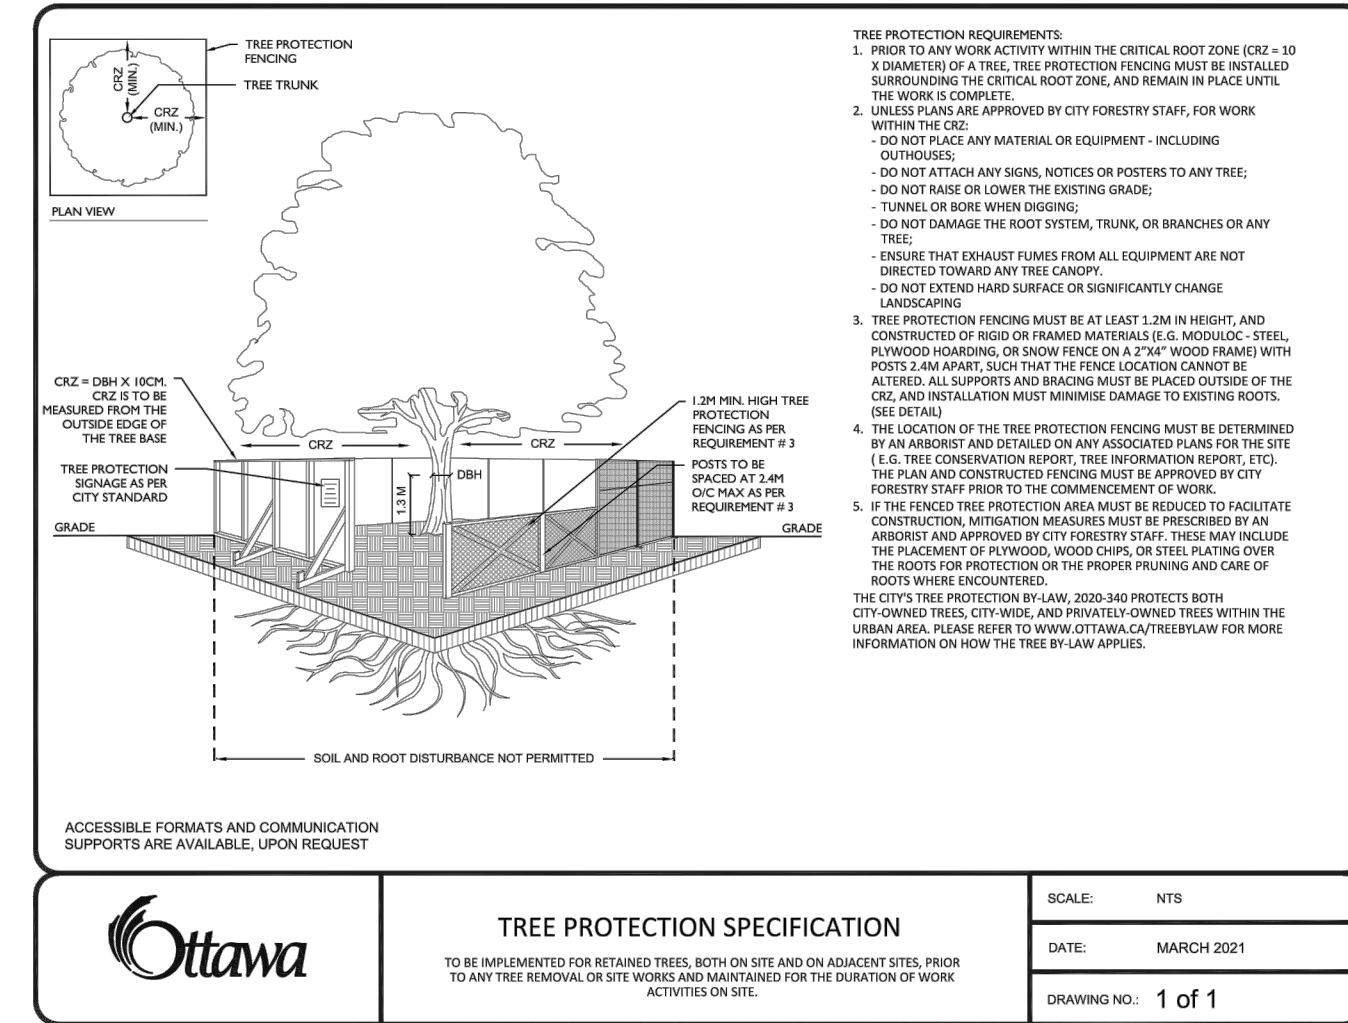 TREE PROTECTION
FENCING
TREE TRUNK
CRZ
(MIN.)
CRZ
(MIN.)
PLAN VIEW
CRZ = DBH X 10CM.
CRZ IS TO BE
MEASURED FROM THE
OUTSIDE EDGE OF
THE TREE BASE
TREE PROTECTION
SIGNAGE AS PER
CITY STANDARD
GRADE
CRZ
CRZ
DBH
1.3 M
1.2M MIN. HIGH TREE
PROTECTION
FENCING AS PER
REQUIREMENT # 3
POSTS TO BE
SPACED AT 2.4M
O/C MAX AS PER
REQUIREMENT # 3
GRADE
SOIL AND ROOT DISTURBANCE NOT PERMITTED
TREE PROTECTION REQUIREMENTS:
1. PRIOR TO ANY WORK ACTIVITY WITHIN THE CRITICAL ROOT ZONE (CRZ = 10
X DIAMETER) OF A TREE, TREE PROTECTION FENCING MUST BE INSTALLED
SURROUNDING THE CRITICAL ROOT ZONE, AND REMAIN IN PLACE UNTIL
THE WORK IS COMPLETE.
2. UNLESS PLANS ARE APPROVED BY CITY FORESTRY STAFF, FOR WORK
WITHIN THE CRZ:
- DO NOT PLACE ANY MATERIAL OR EQUIPMENT - INCLUDING
OUTHOUSES;
- DO NOT ATTACH ANY SIGNS, NOTICES OR POSTERS TO ANY TREE;
- DO NOT RAISE OR LOWER THE EXISTING GRADE;
- TUNNEL OR BORE WHEN DIGGING;
- DO NOT DAMAGE THE ROOT SYSTEM, TRUNK, OR BRANCHES OR ANY
TREE;
- ENSURE THAT EXHAUST FUMES FROM ALL EQUIPMENT ARE NOT
DIRECTED TOWARD ANY TREE CANOPY.
- DO NOT EXTEND HARD SURFACE OR SIGNIFICANTLY CHANGE
LANDSCAPING
3. TREE PROTECTION FENCING MUST BE AT LEAST 1.2M IN HEIGHT, AND
CONSTRUCTED OF RIGID OR FRAMED MATERIALS (E.G. MODULOC - STEEL,
PLYWOOD HOARDING, OR SNOW FENCE ON A 2"X4" WOOD FRAME) WITH
POSTS 2.4M APART, SUCH THAT THE FENCE LOCATION CANNOT BE
ALTERED. ALL SUPPORTS AND BRACING MUST BE PLACED OUTSIDE OF THE
CRZ, AND INSTALLATION MUST MINIMISE DAMAGE TO EXISTING ROOTS.
(SEE DETAIL)
4. THE LOCATION OF THE TREE PROTECTION FENCING MUST BE DETERMINED
BY AN ARBORIST AND DETAILED ON ANY ASSOCIATED PLANS FOR THE SITE
( E.G. TREE CONSERVATION REPORT, TREE INFORMATION REPORT, ETC).
THE PLAN AND CONSTRUCTED FENCING MUST BE APPROVED BY CITY
FORESTRY STAFF PRIOR TO THE COMMENCEMENT OF WORK.
5. IF THE FENCED TREE PROTECTION AREA MUST BE REDUCED TO FACILITATE
CONSTRUCTION, MITIGATION MEASURES MUST BE PRESCRIBED BY AN
ARBORIST AND APPROVED BY CITY FORESTRY STAFF. THESE MAY INCLUDE
THE PLACEMENT OF PLYWOOD, WOOD CHIPS, OR STEEL PLATING OVER
THE ROOTS FOR PROTECTION OR THE PROPER PRUNING AND CARE OF
ROOTS WHERE ENCOUNTERED.
THE CITY'S TREE PROTECTION BY-LAW, 2020-340 PROTECTS BOTH
CITY-OWNED TREES, CITY-WIDE, AND PRIVATELY-OWNED TREES WITHIN THE
URBAN AREA. PLEASE REFER TO WWW.OTTAWA.CA/TREEBYLAW FOR MORE
INFORMATION ON HOW THE TREE BY-LAW APPLIES.
ACCESSIBLE FORMATS AND COMMUNICATION
SUPPORTS ARE AVAILABLE, UPON REQUEST
Ottawa
TREE PROTECTION SPECIFICATION
TO BE IMPLEMENTED FOR RETAINED TREES, BOTH ON SITE AND ON ADJACENT SITES, PRIOR
TO ANY TREE REMOVAL OR SITE WORKS AND MAINTAINED FOR THE DURATION OF WORK
ACTIVITIES ON SITE.
SCALE: NTS
DATE: MARCH 2021
DRAWING NO.: 1 of 1